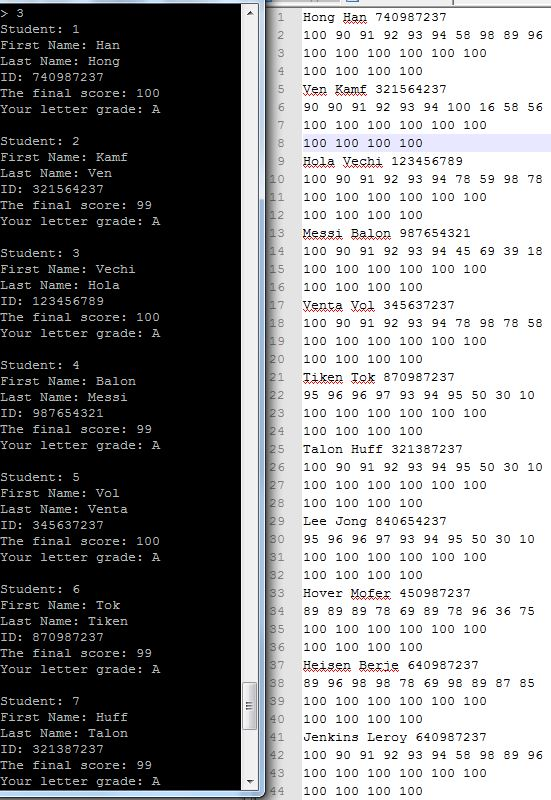 > 3
Student: 1
First Name: Han
Last Name: Hong
ID: 740987237
The final score: 100
Your letter grade: A
Student: 2
First Name: Kamf
Last Name: Ven
ID: 321564237
The final score: 99
Your letter grade: A
Student: 3
First Name: Vechi
Last Name: Hola
ID: 123456789
The final score: 100
Your letter grade: A
Student: 4
First Name: Balon
Last Name: Messi
ID: 987654321
The final score: 99
Your letter grade: A
Student: 5
First Name: Vol
Last Name: Venta
ID: 345637237
The final score: 100
Your letter grade: A
Student: 6
First Name: Tok
Last Name: Tiken
ID: 870987237
The final score: 99
Your letter grade: A
Student: 7
First Name: Huff
Last Name: Talon
ID: 321387237
The final score: 99
Your letter grade: A
1 Hong Han 740987237
2 100 90 91 92 93 94 58 98 89 96
3 100 100 100 100 100 100
4 100 100 100 100
5 Ven Kamf 321564237
6 90 90 91 92 93 94 100 16 58 56
7 100 100 100 100 100 100
8 100 100 100 100
9 Hola Vechi 123456789
10 100 90 91 92 93 94 78 59 98 78
11 100 100 100 100 100 100
12 100 100 100 100
13 Messi Balon 987654321
14 100 90 91 92 93 94 45 69 39 18
15 100 100 100 100 100 100
16 100 100 100 100
17 Venta Vol 345637237
18 100 90 91 92 93 94 78 98 78 58
19 100 100 100 100 100 100
20 100 100 100 100
21 Tiken Tok 870987237
22 95 96 96 97 93 94 95 50 30 10
23 100 100 100 100 100 100
24 100 100 100 100
25 Talon Huff 321387237
26 100 90 91 92 93 94 95 50 30 10
27 100 100 100 100 100 100
28 100 100 100 100
29 Lee Jong 840654237
30 95 96 96 97 93 94 95 50 30 10
31 100 100 100 100 100 100
32 100 100 100 100
33 Hover Mofer 450987237
34 89 89 89 78 69 89 78 96 36 75
35 100 100 100 100 100 100
36 100 100 100 100
37 Heisen Berje 640987237
38 89 96 98 98 78 69 98 89 87 85
39 100 100 100 100 100 100
40 100 100 100 100
41 Jenkins Leroy 640987237
42 100 90 91 92 93 94 58 98 89 96
43 100 100 100 100 100 100
44 100 100 100 100